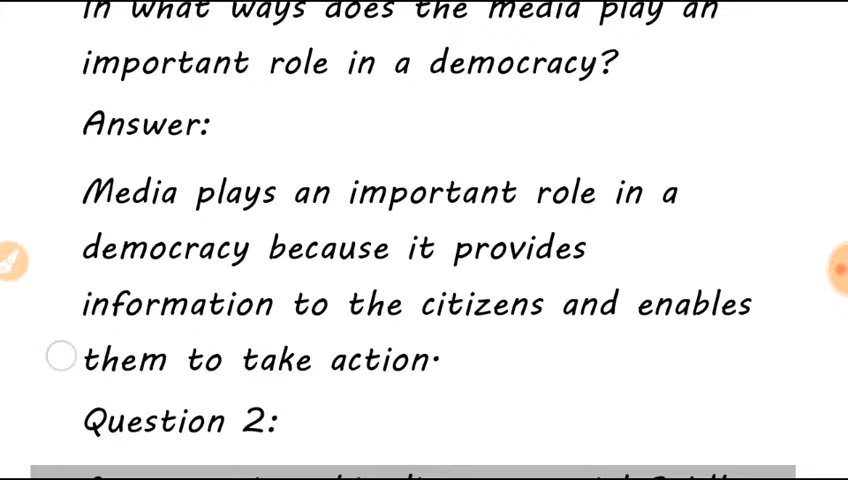 In what ways does the media play an
important role in a democracy?
Answer:
Media plays an important role in a
democracy because it provides
information to the citizens and enables
them to take action.
Question 2: